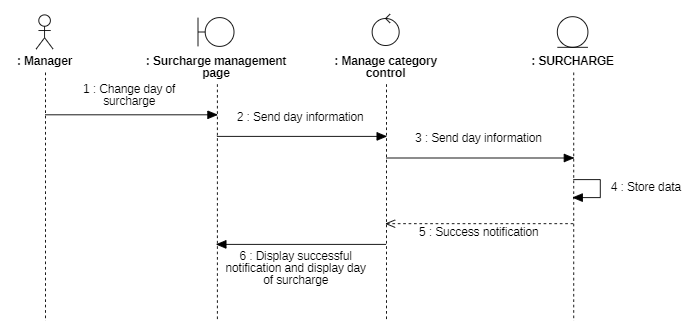 : Manager
: Surcharge management
page
: Manage category
control
: SURCHARGE
1 : Change day of
surcharge
2 : Send day information
3 : Send day information
4 : Store data
5 : Success notification
6 : Display successful
notification and display day
of surcharge